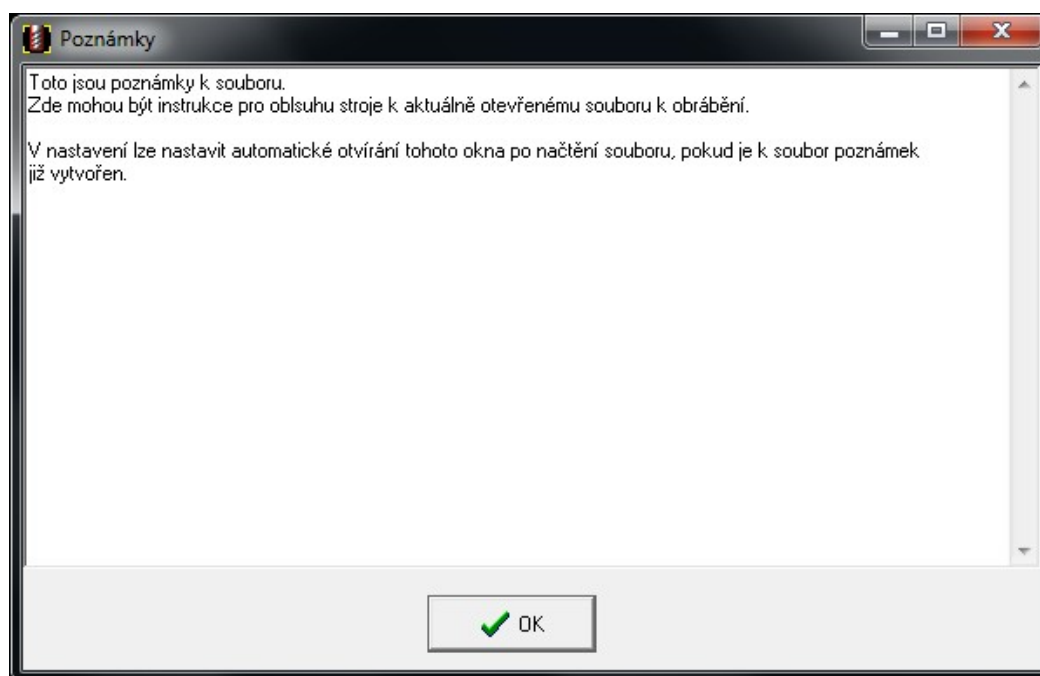 Poznámky
Toto jsou poznámky k souboru.
Zde mohou být instrukce pro oblsuhu stroje k aktuálně otevřenému souboru k obrábění.
V nastavení lze nastavit automatické otvírání tohoto okna po načtění souboru, pokud je k soubor poznámek
již vytvořen.
OK